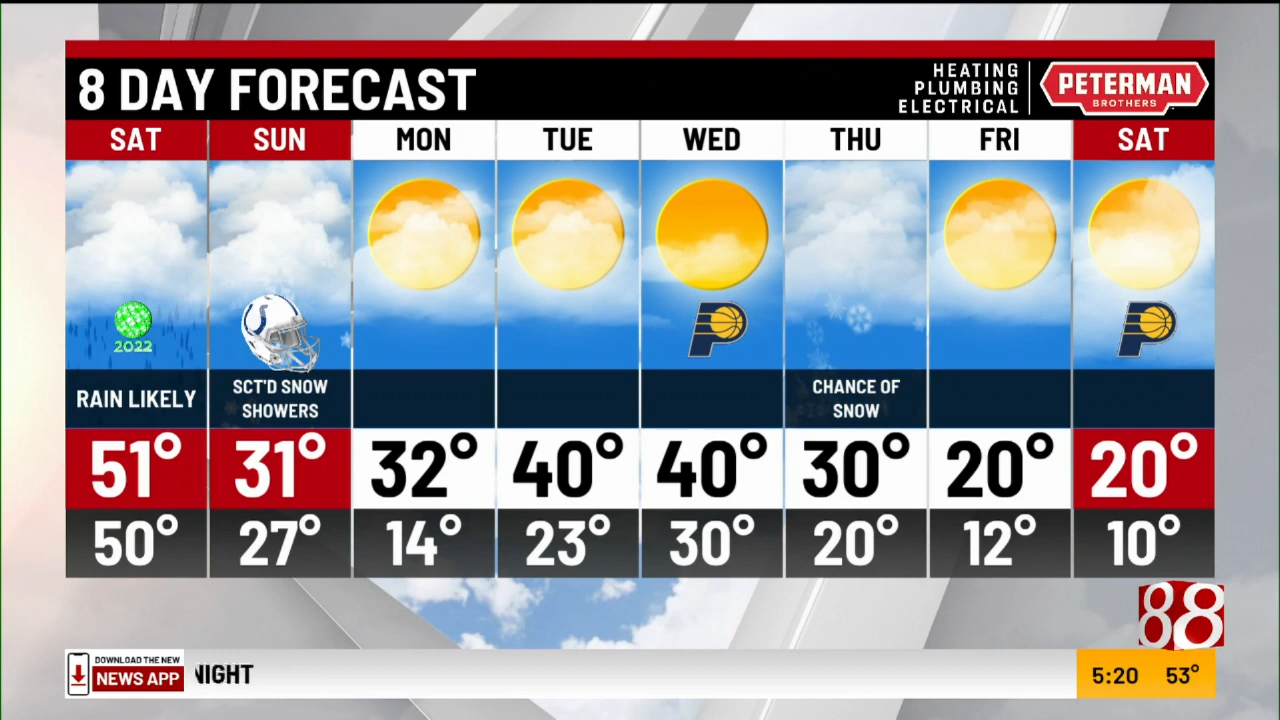 8 DAY FORECAST
HEATING
PLUMBING
ELECTRICAL
PETERMAN
BROTHERS
SAT SUN MON TUE WED THU FRI SAT
2022
RAIN LIKELY
SCT'D SNOW
SHOWERS
CHANCE OF
SNOW
51° 31° 32° 40° 40° 30° 20° 20°
50° 27° 14° 23° 30° 20° 12° 10°
88
DOWNLOAD THE NEW
NEWS APP
NIGHT
5:20 53°